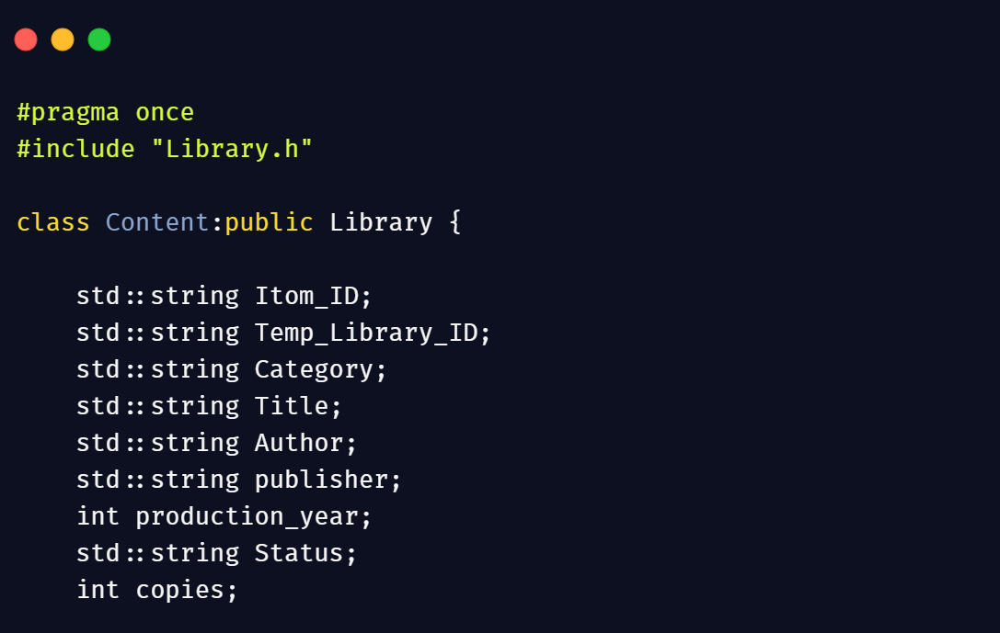 #pragma once
#include "Library.h"
class Content:public Library {
std::string Itom_ID;
std::string Temp_Library_ID;
std::string Category;
std::string Title;
std::string Author;
std::string publisher;
int production_year;
std::string Status;
int copies;